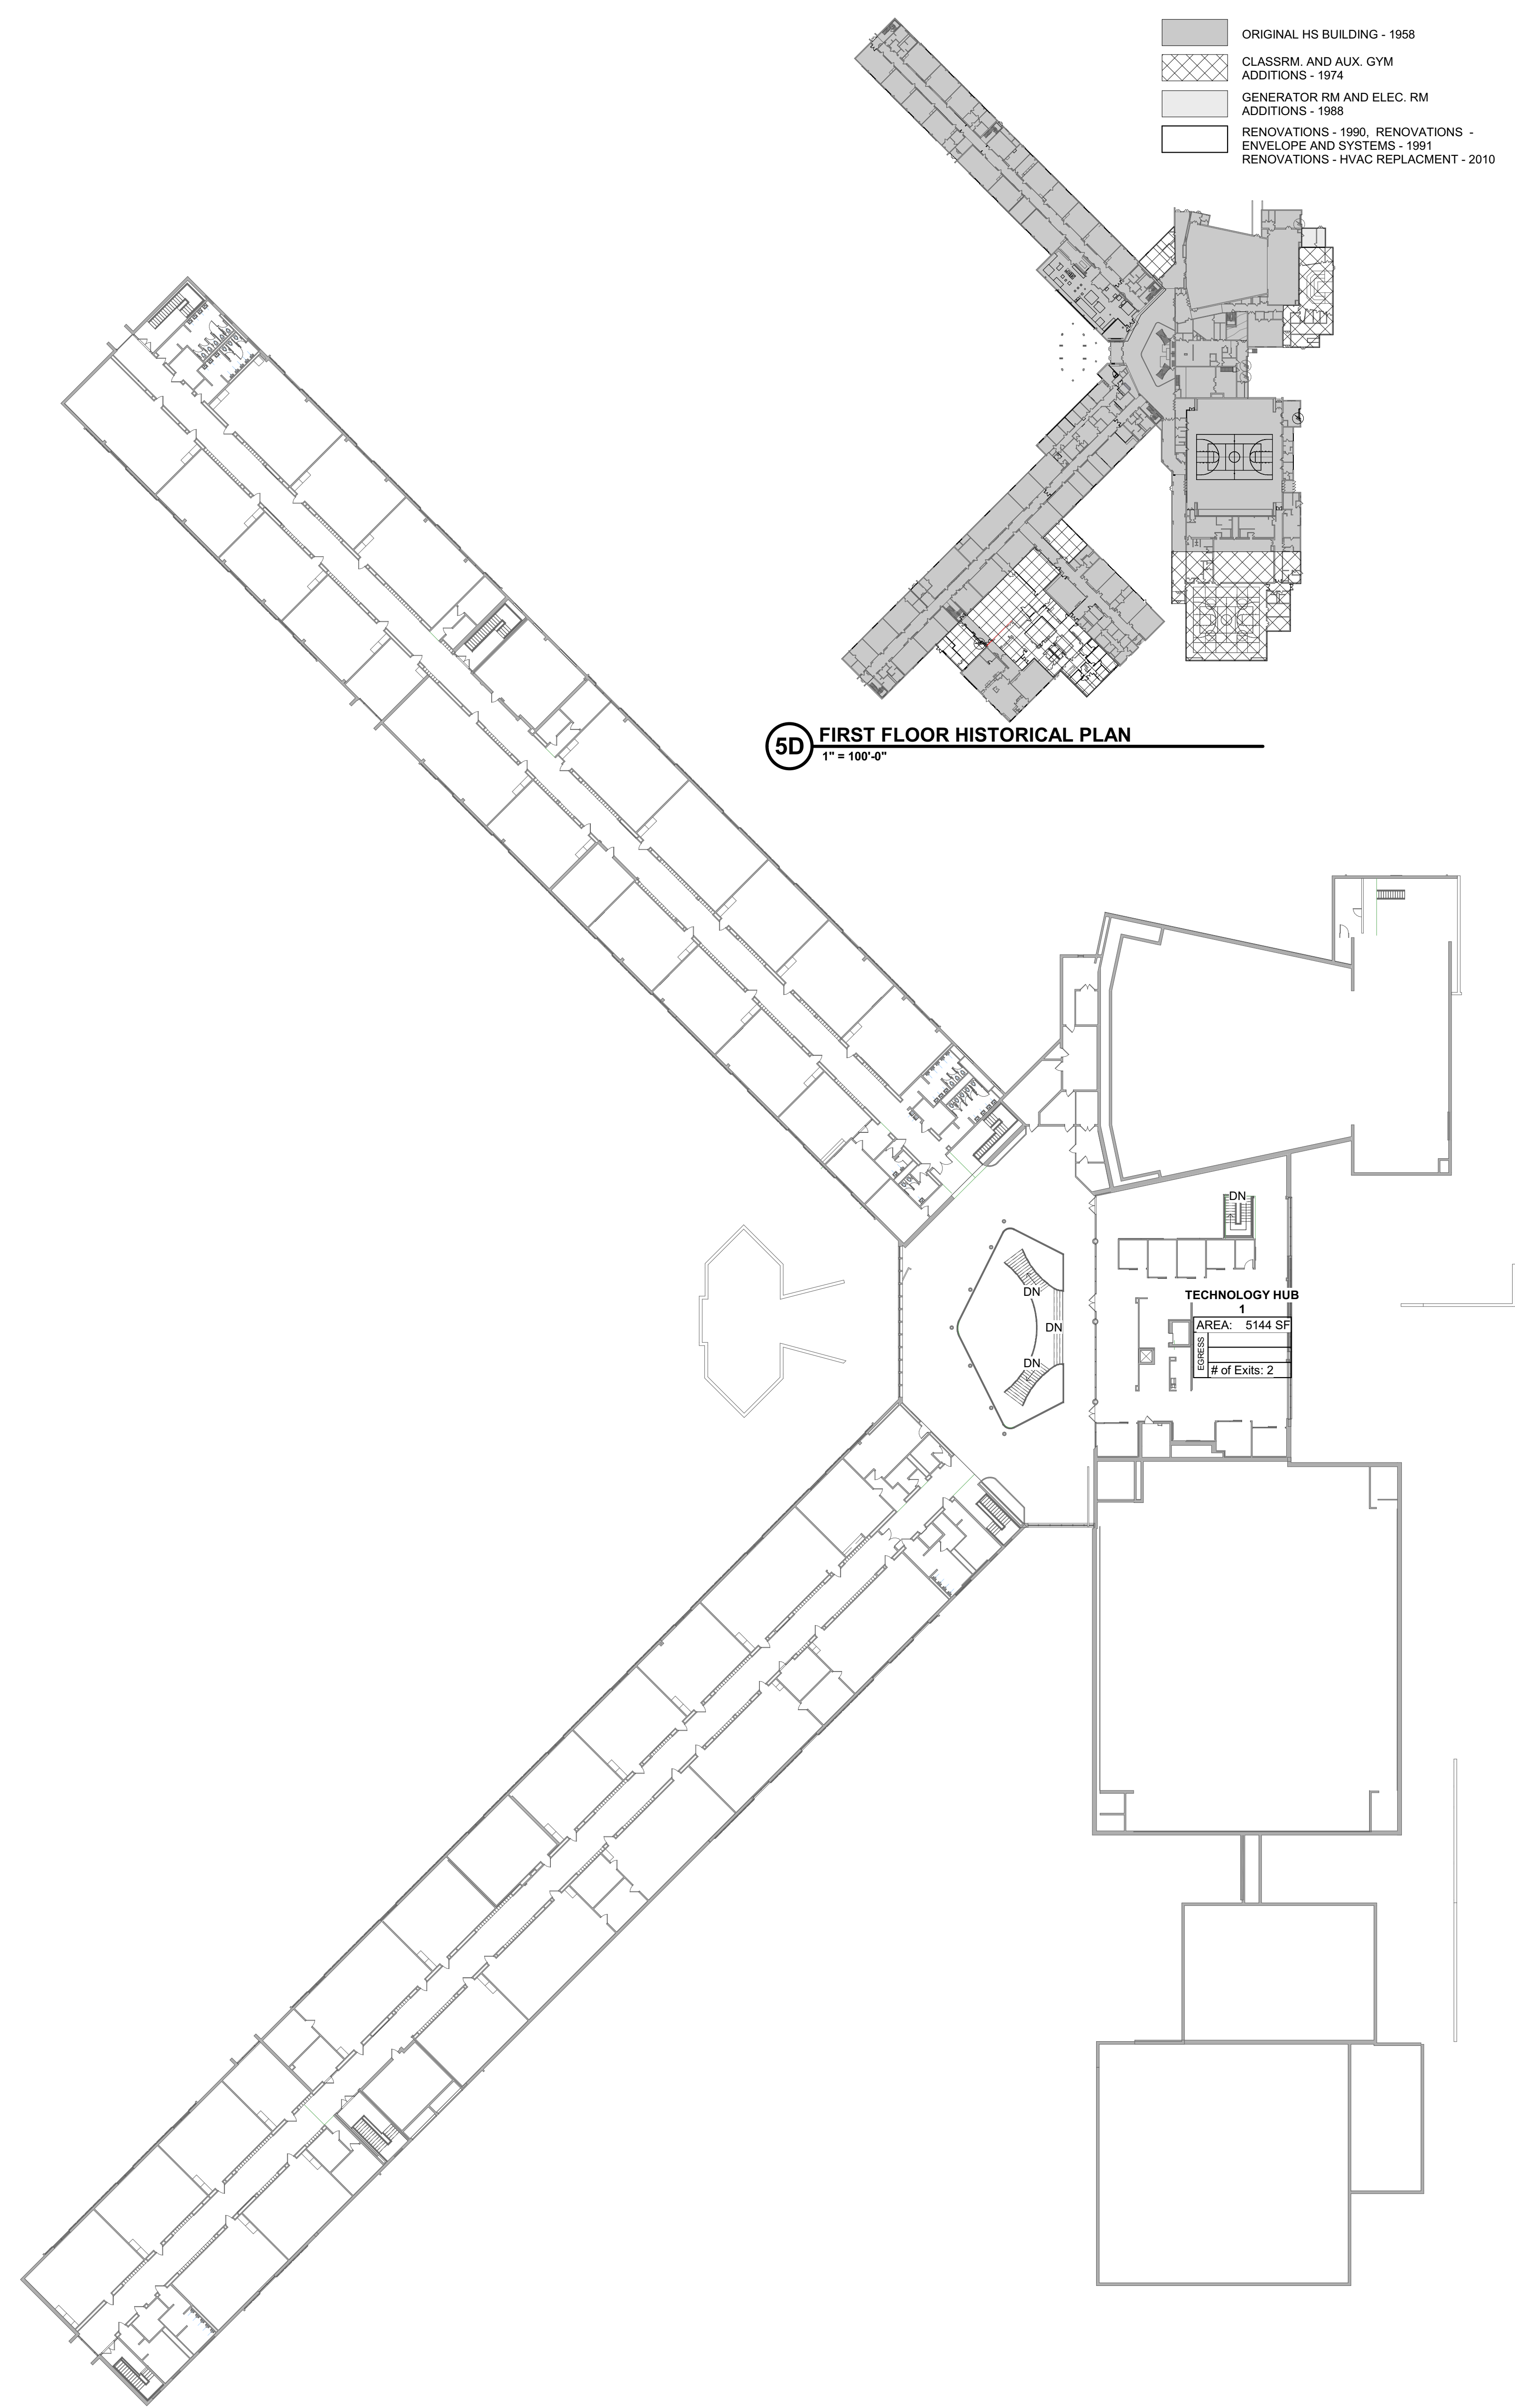 ORIGINAL HS BUILDING - 1958
CLASSRM. AND AUX. GYM
ADDITIONS - 1974
GENERATOR RM AND ELEC. RM
ADDITIONS - 1988
RENOVATIONS - 1990, RENOVATIONS -
ENVELOPE AND SYSTEMS - 1991
RENOVATIONS - HVAC REPLACMENT - 2010
5D
FIRST FLOOR HISTORICAL PLAN
1" = 100'-0"
DN
DN
TECHNOLOGY HUB
1
AREA: 5144 SF
DN
EGRESS
DN
# of Exits: 2